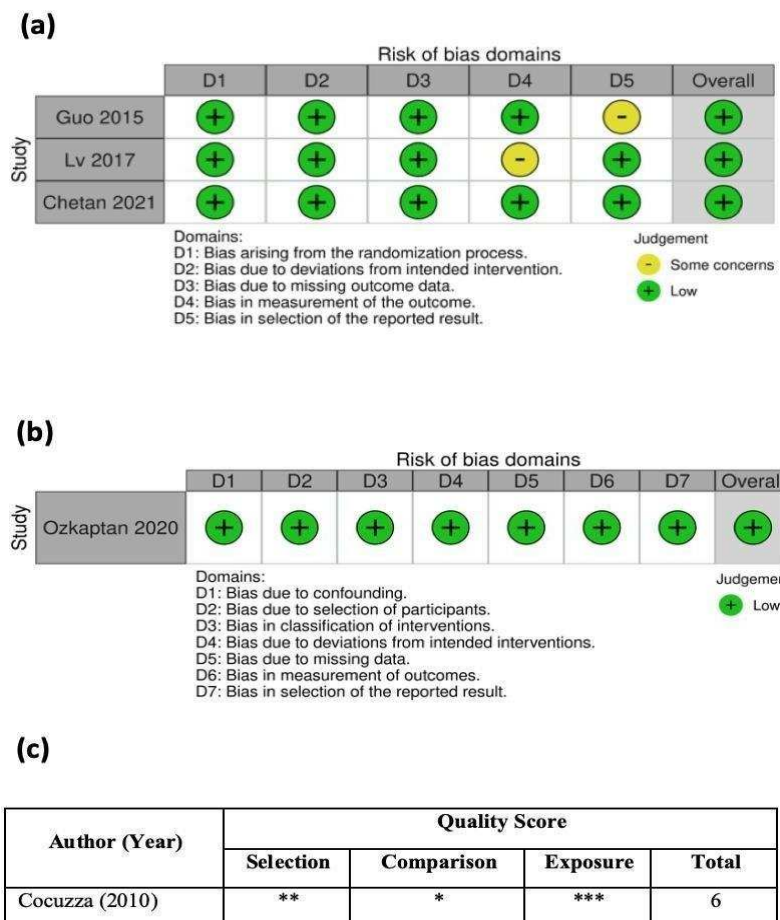 (a)
Risk of bias domains
D1 D2 D3 D4 D5 Overall
Study
Guo 2015 + + + + - +
Lv 2017 + + + - + +
Chetan 2021 + + + + + +
Domains:
D1: Bias arising from the randomization process.
D2: Bias due to deviations from intended intervention.
D3: Bias due to missing outcome data.
D4: Bias in measurement of the outcome.
D5: Bias in selection of the reported result.
Judgement
- Some concerns
+ Low
(b)
Risk of bias domains
D1 D2 D3 D4 D5 D6 D7 Overal
Study
Ozkaptan 2020 + + + + + + + +
Domains:
D1: Bias due to confounding.
D2: Bias due to selection of participants.
D3: Bias in classification of interventions.
D4: Bias due to deviations from intended interventions.
D5: Bias due to missing data.
D6: Bias in measurement of outcomes.
D7: Bias in selection of the reported result.
Judgemen
+ Low
(c)
Author (Year) Quality Score
Selection Comparison Exposure Total
Cocuzza (2010) ** * *** 6